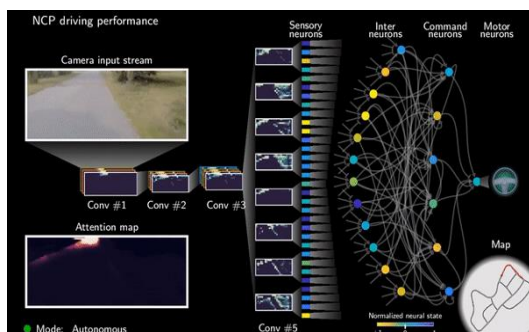 NCP driving performance
Camera input stream
Sensory neurons
Inter neurons
Command neurons
Motor neurons
Conv #1
Conv #2
Conv #3
Attention map
Map
Normalized neural state
Mode: Autonomous
Conv #5